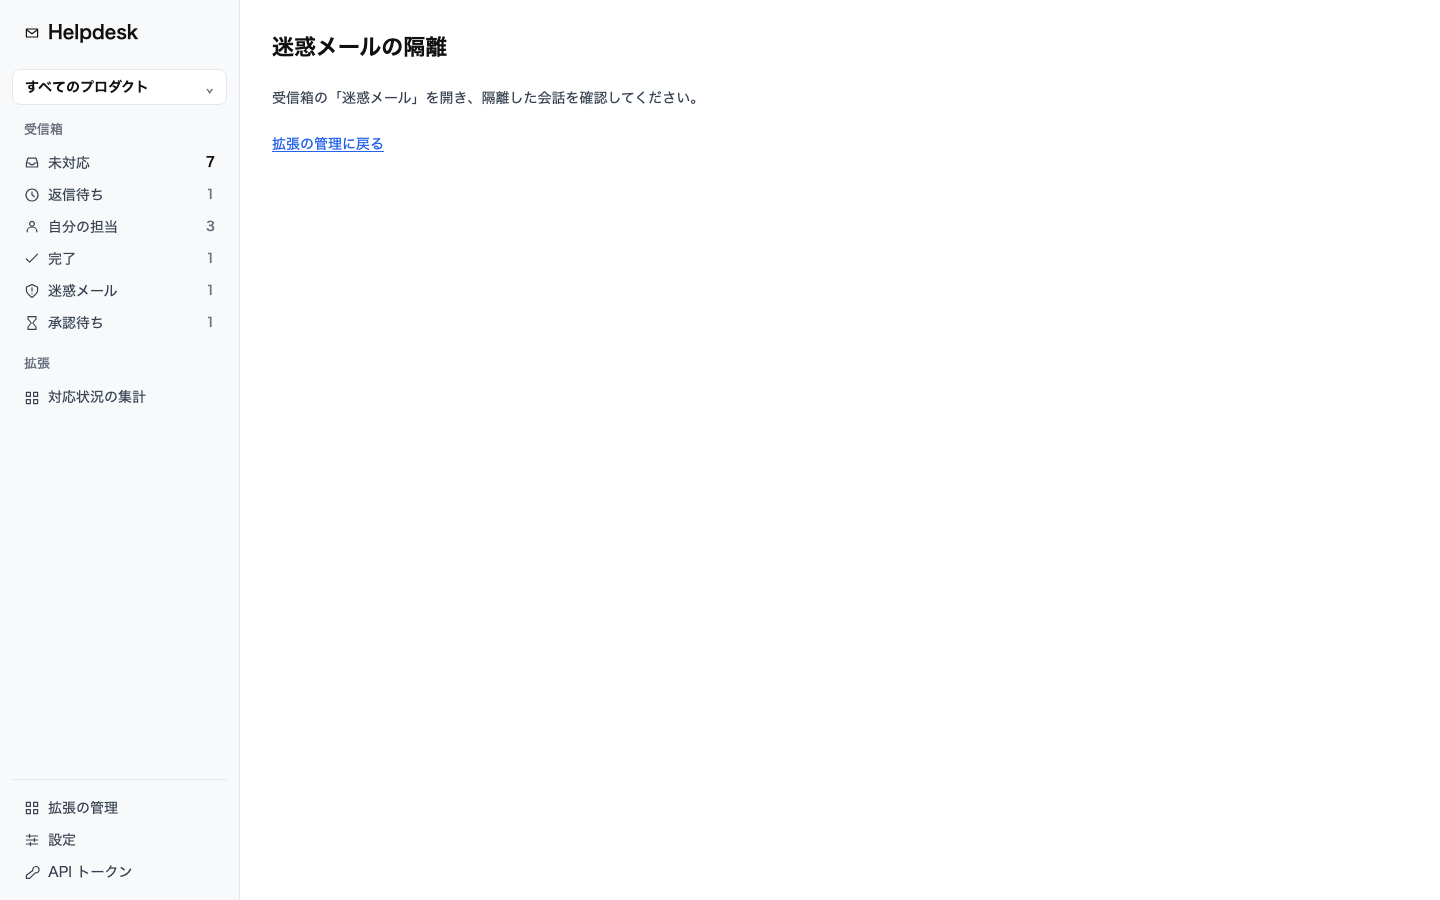 Helpdesk
すべてのプロダクト
受信箱
未対応 7
返信待ち 1
自分の担当 3
完了 1
迷惑メール 1
承認待ち 1
拡張
対応状況の集計
拡張の管理
設定
API トークン
迷惑メールの隔離
受信箱の「迷惑メール」を開き、隔離した会話を確認してください。
拡張の管理に戻る